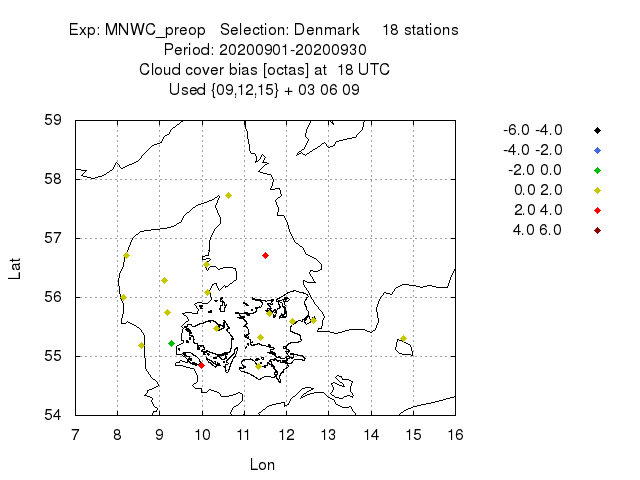 Exp: MNWC_preop   Selection: Denmark     18 stations
Period: 20200901-20200930
Cloud cover bias [octas] at  18 UTC
Used {09,12,15} + 03 06 09
59
58
57
56
55
54
Lat
7 8 9 10 11 12 13 14 15 16
Lon
-6.0 -4.0
-4.0 -2.0
-2.0 0.0
0.0 2.0
2.0 4.0
4.0 6.0